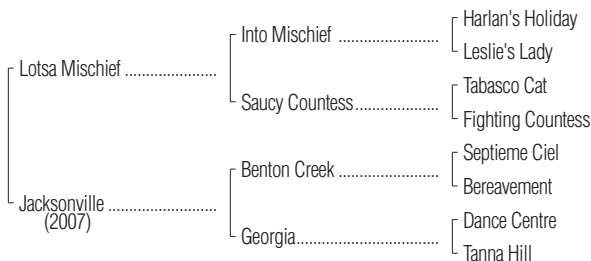 Harlan's Holiday
Into Mischief ........................
Leslie's Lady
Lotsa Mischief ......................
Tabasco Cat
Saucy Countess....................
Fighting Countess
Septieme Ciel
Benton Creek ........................
Bereavement
Jacksonville ..........................
(2007)
Dance Centre
Georgia..................................
Tanna Hill